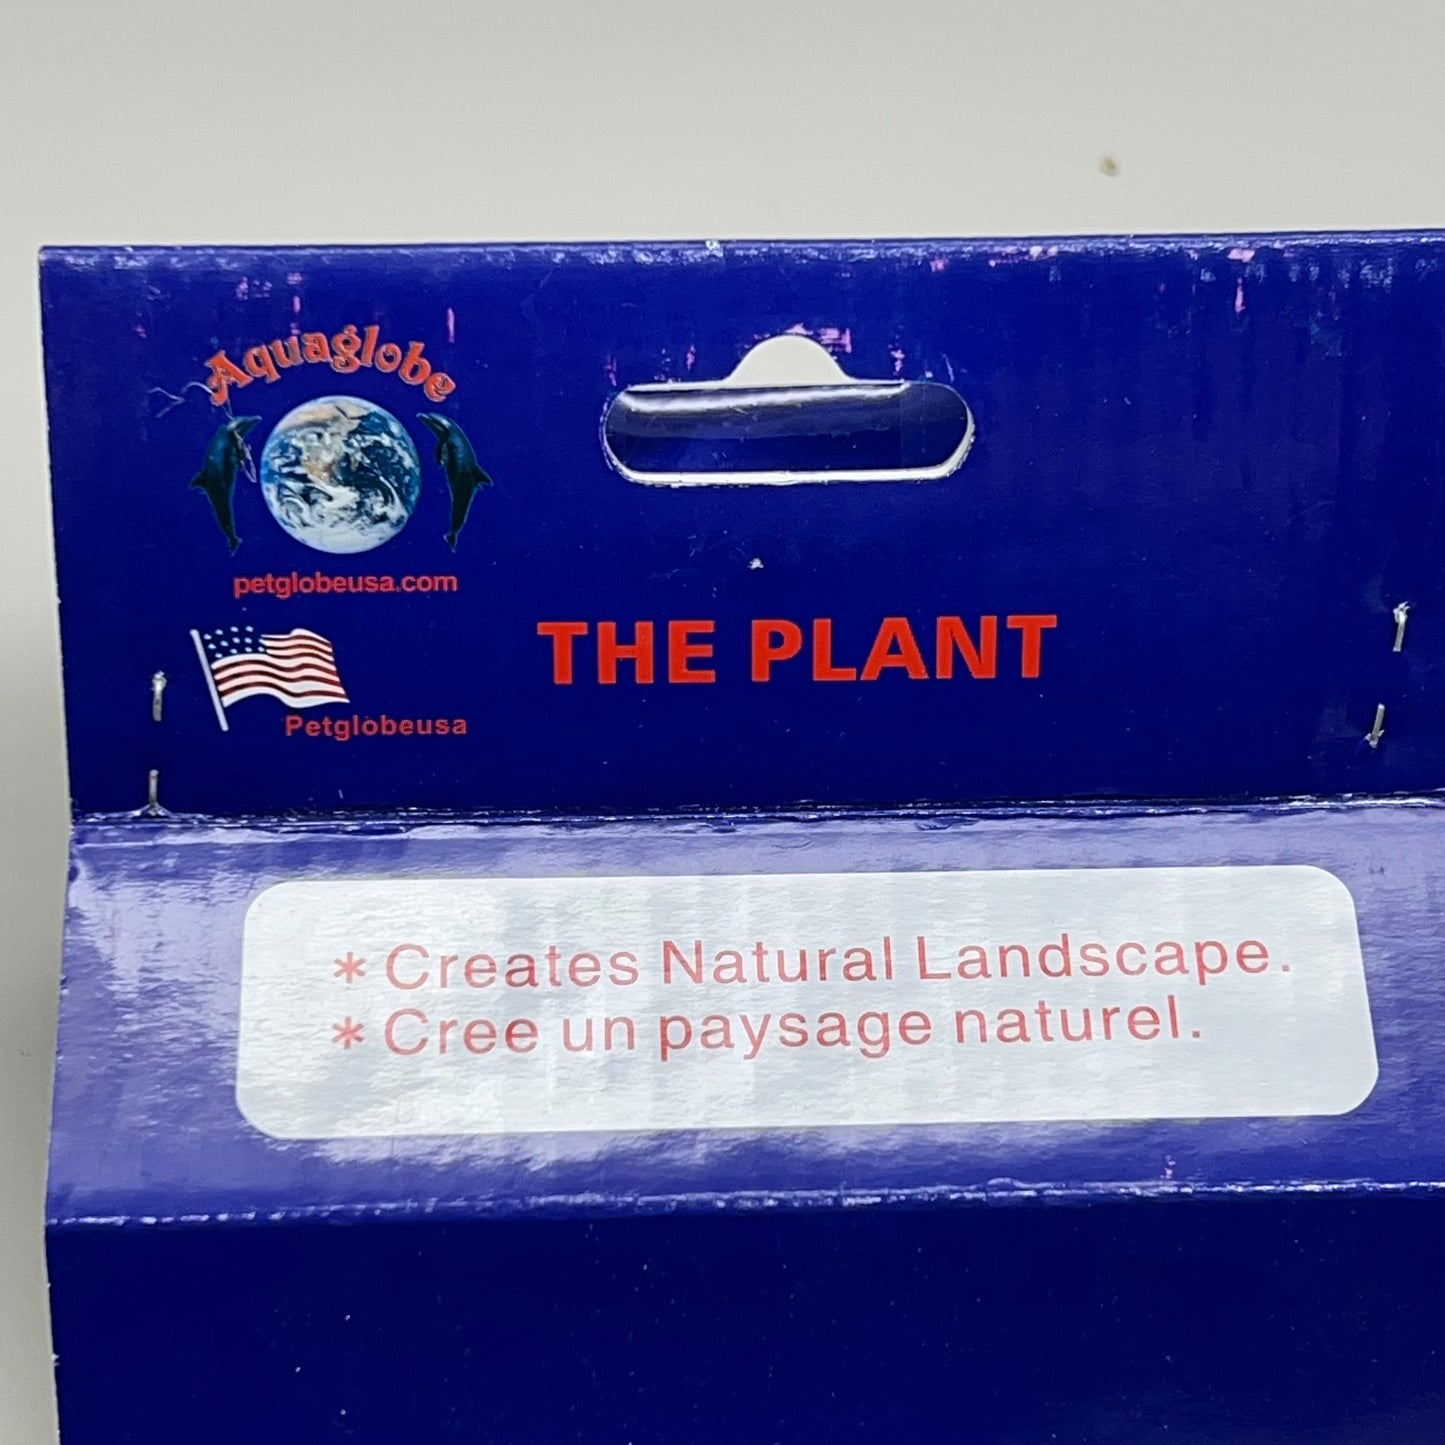 Aquaglobe
petglobeusa.com
Petglobeusa
THE PLANT
* Creates Natural Landscape.
* Cree un paysage naturel.